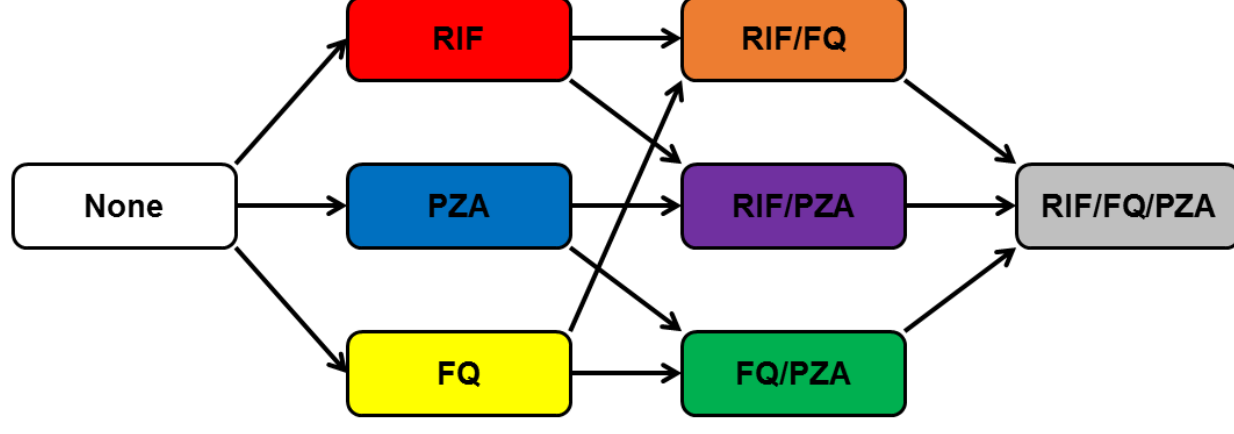 RIF
RIF/FQ
None
PZA
RIF/PZA
RIF/FQ/PZA
FQ
FQ/PZA